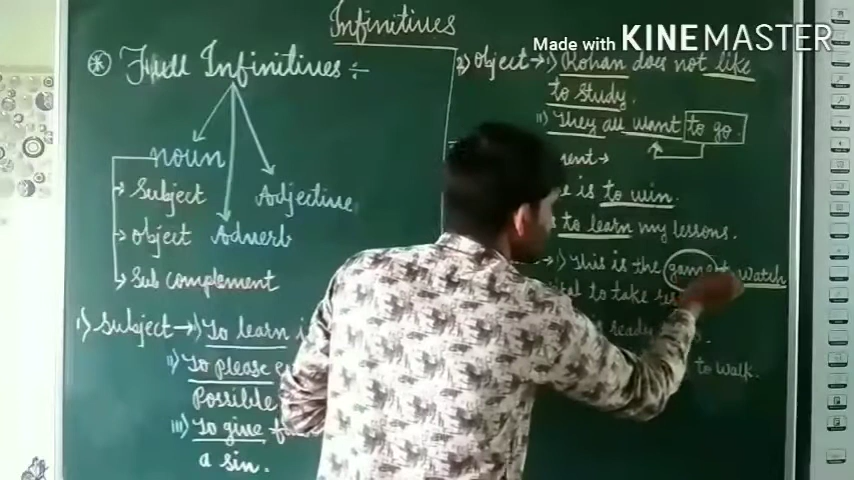 Infinitives
Made with KINEMASTER
* Full Infinitives :-
noun
Subject
Object
Sub complement
Adverb
Adjective
1) Subject → i) To learn
ii) To please
possible
iii) To give
a sin.
2) Object → i) Rohan does not like
to study.
ii) They all want to go.
is to win.
to learn my lessons.
i) This is the game to watch
to take
ready
to walk.